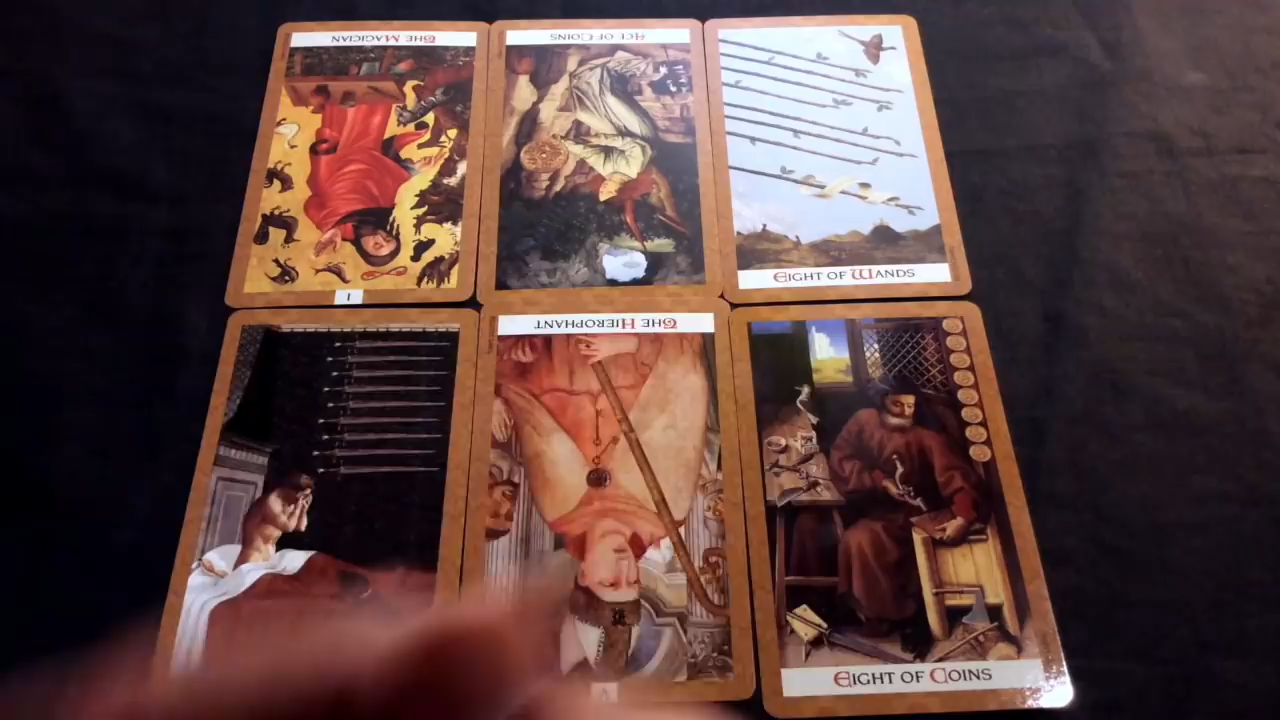 THE MAGICIAN
ACE OF COINS
EIGHT OF WANDS
I
THE HIEROPHANT
EIGHT OF COINS